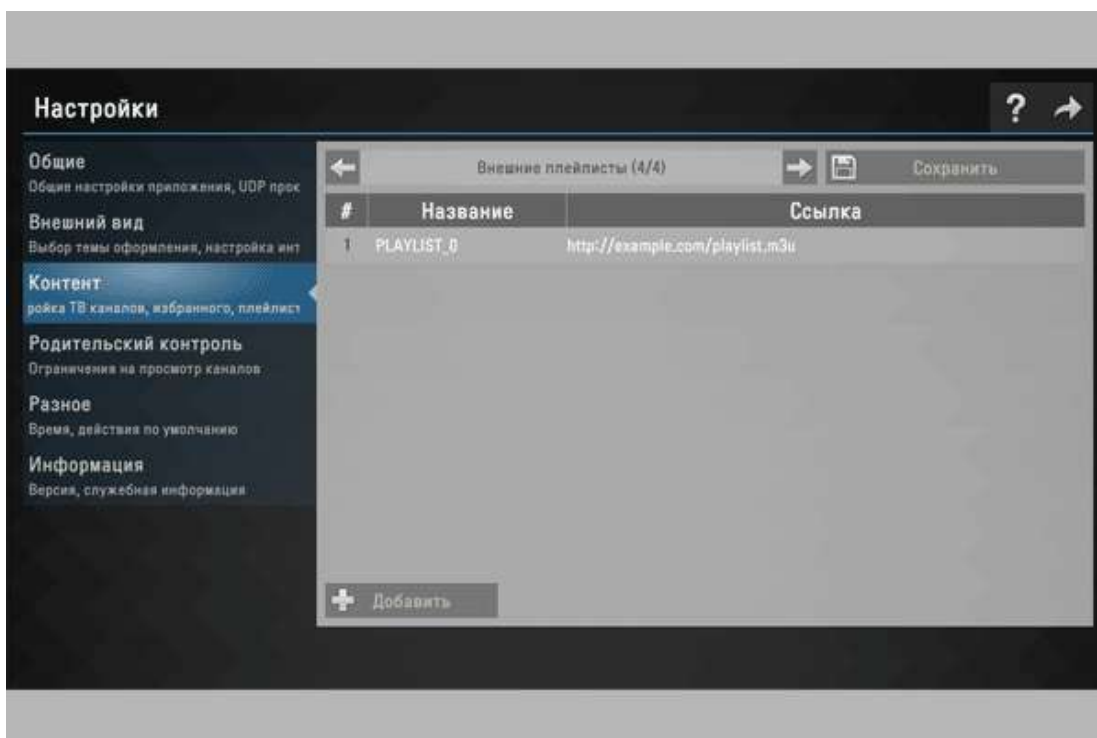 Настройки
?
Общие
Общие настройки приложения, UDP прок
Внешний вид
Выбор темы оформления, настройка инт
Контент
ройка ТВ каналов, избранного, плейлист
Родительский контроль
Ограничения на просмотр каналов
Разное
Время, действия по умолчанию
Информация
Версия, служебная информация
Внешние плейлисты (4/4)
Сохранить
# Название Ссылка
1 PLAYLIST_0 http://example.com/playlist.m3u
Добавить